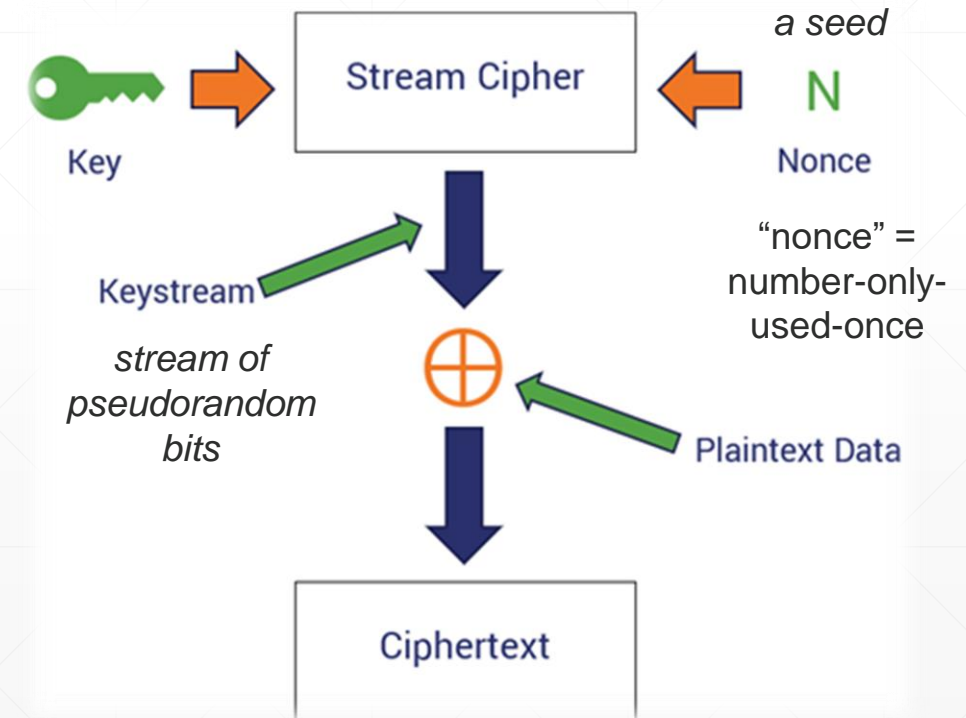 a seed
Stream Cipher
N
Key
Nonce
“nonce” =
number-only-
used-once
Keystream
stream of
pseudorandom
bits
Plaintext Data
Ciphertext